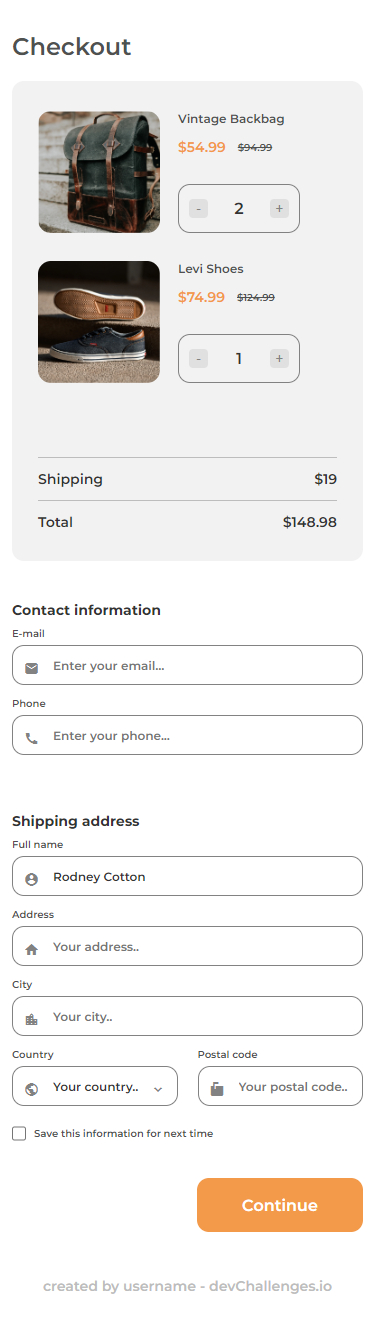 Checkout
Vintage Backbag
$54.99 $94.99
- 2 +
Levi Shoes
$74.99 $124.99
- 1 +
Shipping $19
Total $148.98
Contact information
E-mail
Enter your email...
Phone
Enter your phone...
Shipping address
Full name
Rodney Cotton
Address
Your address..
City
Your city..
Country Postal code
Your country.. Your postal code..
Save this information for next time
Continue
created by username - devChallenges.io